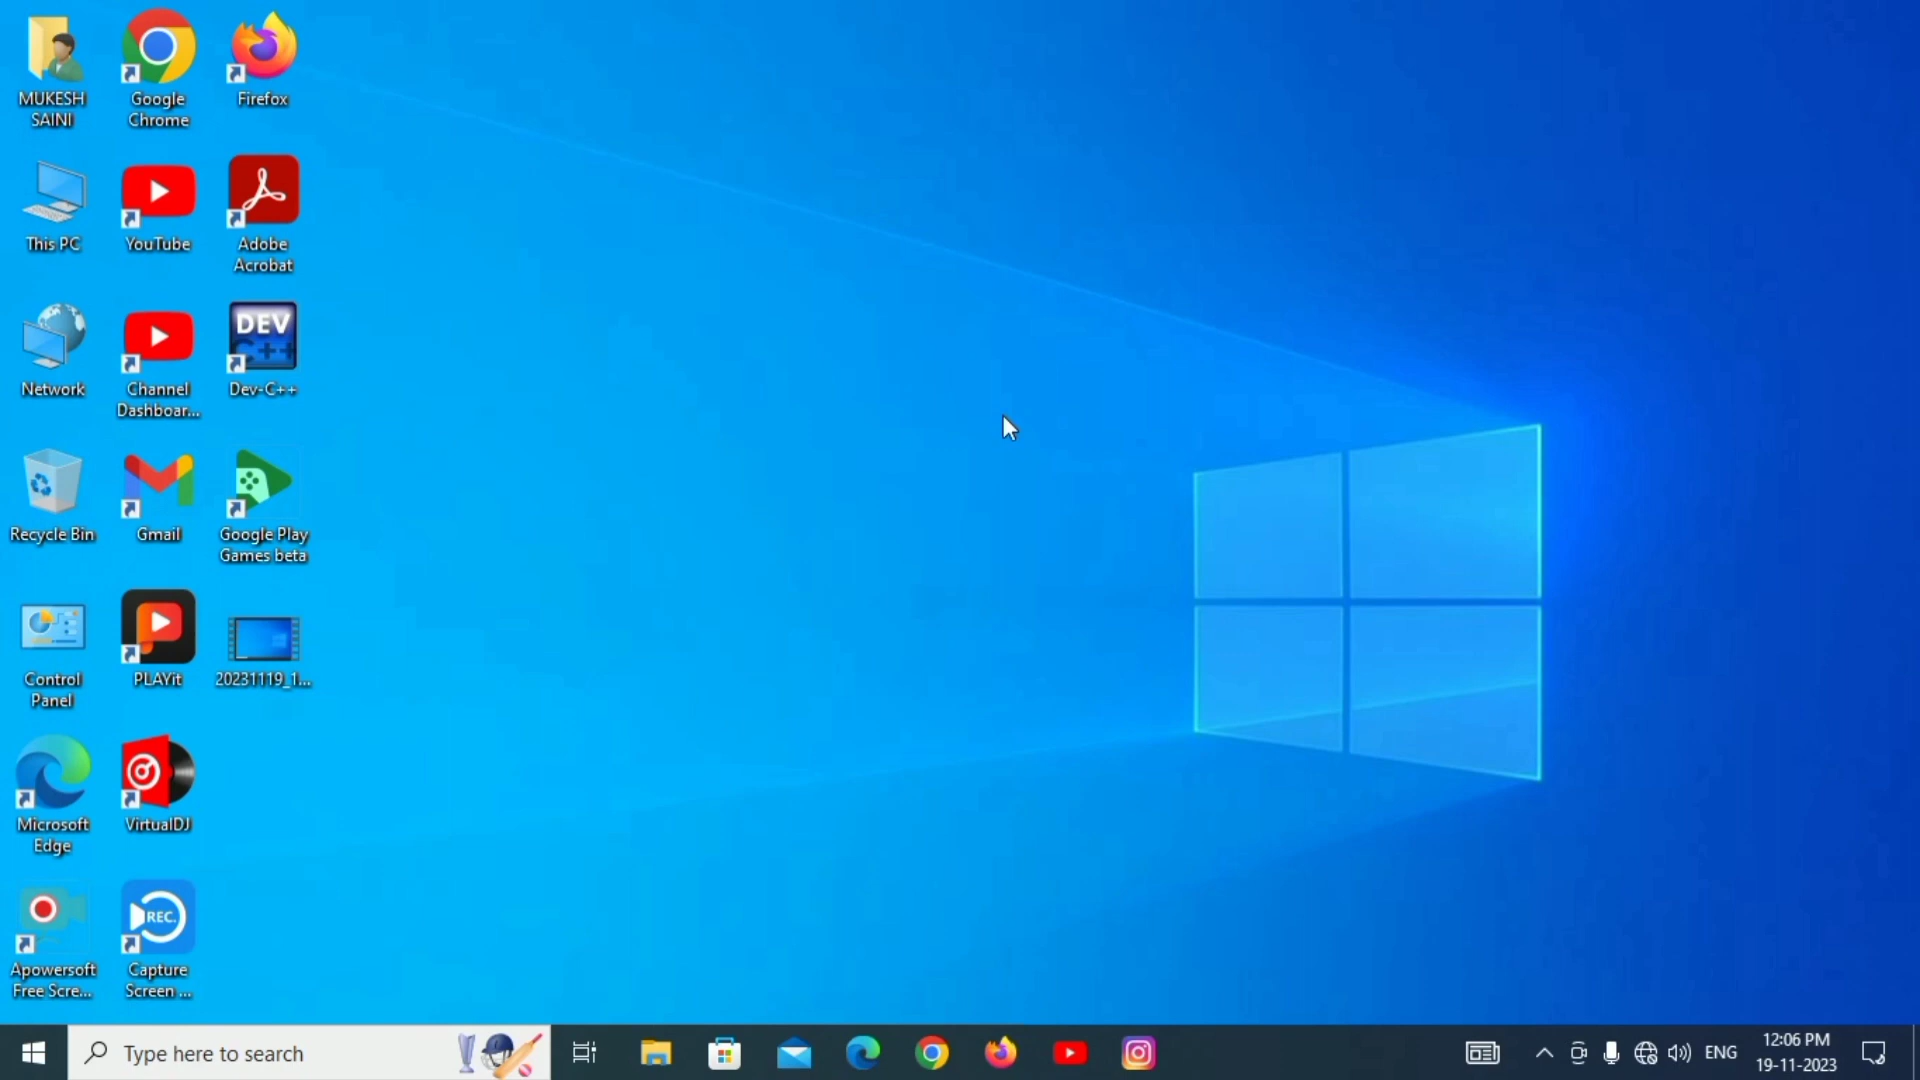 MUKESH
SAINI
Google
Chrome
Firefox
This PC
YouTube
Adobe
Acrobat
Network
Channel
Dashboar...
DEV
C++
Dev-C++
Recycle Bin
Gmail
Google Play
Games beta
Control
Panel
PLAYit
20231119_1...
Microsoft
Edge
VirtualDJ
Apowersoft
Free Scre...
REC.
Capture
Screen ...
Type here to search
ENG
12:06 PM
19-11-2023